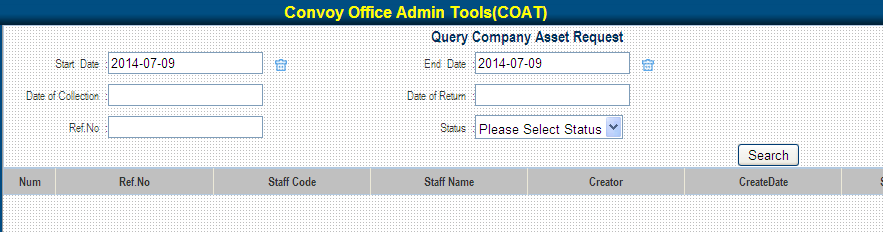 Convoy Office Admin Tools(COAT)
Query Company Asset Request
Start Date : 2014-07-09 End Date : 2014-07-09
Date of Collection : Date of Return :
Ref.No : Status : Please Select Status
Search
Num Ref.No Staff Code Staff Name Creator CreateDate